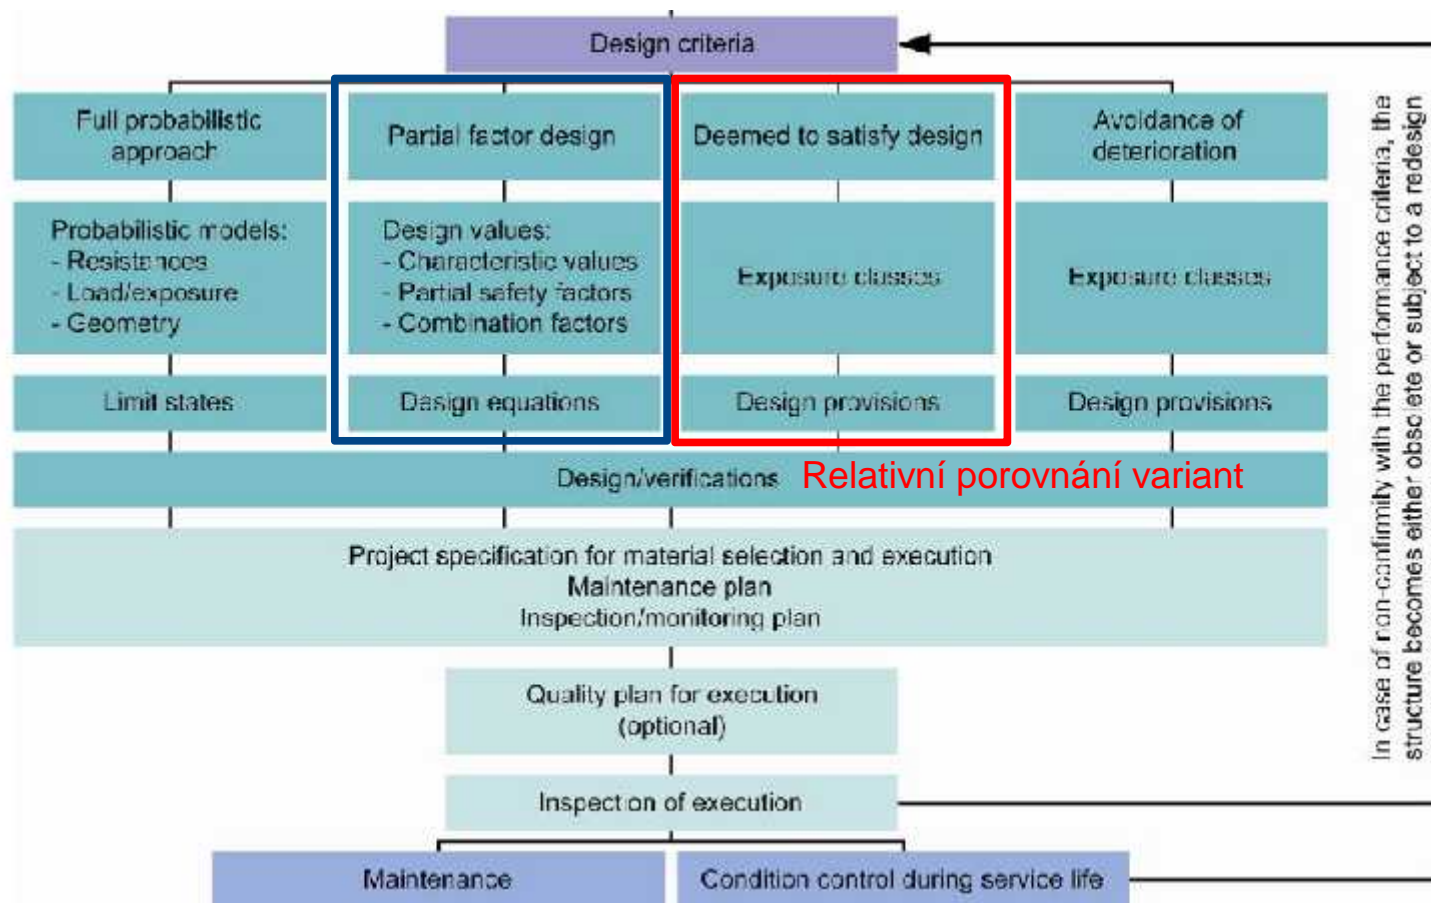 Design criteria
Full probabilistic
approach
Partial factor design
Deemed to satisfy design
Avoidance of
deterioration
Probabilistic models:
- Resistances
- Load/exposure
- Geometry
Design values:
- Characteristic values
- Partial safety factors
- Combination factors
Exposure classes
Exposure classes
Limit states
Design equations
Design provisions
Design provisions
Design/verifications
Relativní porovnání variant
Project specification for material selection and execution
Maintenance plan
Inspection/monitoring plan
Quality plan for execution
(optional)
Inspection of execution
Maintenance
Condition control during service life
In case of non-confirmity with the performance criteria, the
structure becomes either obsolete or subject to a redesign